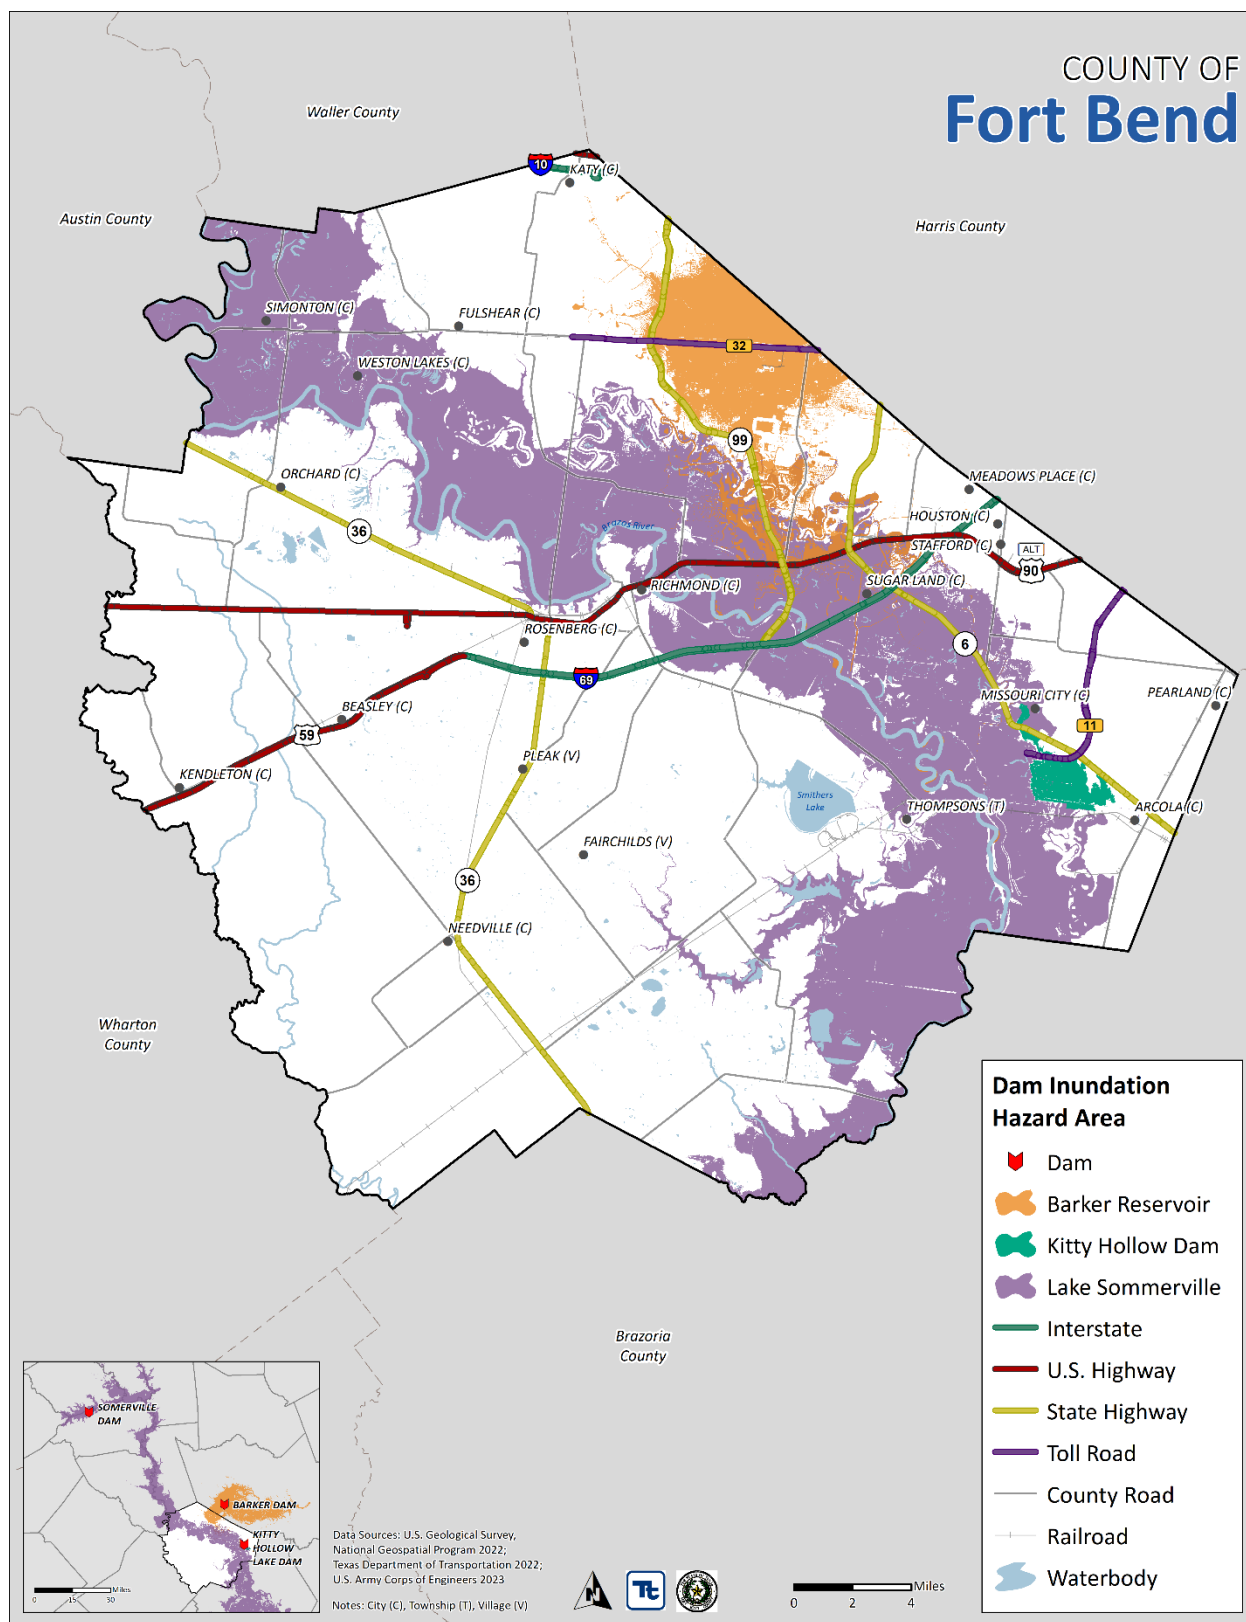 COUNTY OF
Fort Bend
Waller County
Austin County
Harris County
10
KATY (C)
SIMONTON (C)
FULSHEAR (C)
32
WESTON LAKES (C)
99
ORCHARD (C)
MEADOWS PLACE (C)
36
HOUSTON (C)
Brazos River
STAFFORD (C)
ALT
90
RICHMOND (C)
SUGAR LAND (C)
ROSENBERG (C)
6
69
MISSOURI CITY (C)
PEARLAND (C)
BEASLEY (C)
59
11
PLEAK (V)
KENDLETON (C)
Smithers
Lake
THOMPSONS (T)
ARCOLA (C)
FAIRCHILDS (V)
36
NEEDVILLE (C)
Wharton
County
Brazoria
County
Dam Inundation
Hazard Area
Dam
Barker Reservoir
Kitty Hollow Dam
Lake Sommerville
Interstate
U.S. Highway
State Highway
Toll Road
County Road
Railroad
Waterbody
SOMERVILLE
DAM
BARKER DAM
KITTY
HOLLOW
LAKE DAM
Miles
0 15 30
Data Sources: U.S. Geological Survey,
National Geospatial Program 2022;
Texas Department of Transportation 2022;
U.S. Army Corps of Engineers 2023
Notes: City (C), Township (T), Village (V)
N
Tt
Miles
0 2 4